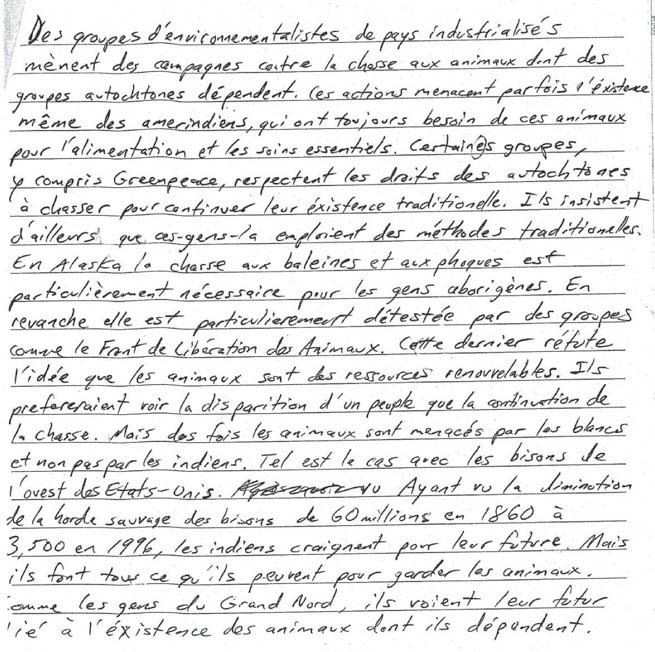 Des groupes d'environnementalistes de pays industrialisés
mènent des campagnes contre la chasse aux animaux dont des
groupes autochtones dépendent. Ces actions menacent parfois l'éxistence
même des amerindiens, qui ont toujours besoin de ces animaux
pour l'alimentation et les soins essentiels. Certains groupes,
y compris Greenpeace, respectent les droits des autochtones
à chasser pour continuer leur éxistence traditionelle. Ils insistent
d'ailleurs que ces-gens-la emploient des méthodes traditionelles.
En Alaska la chasse aux baleines et aux phoques est
particulièrement nécessaire pour les gens aborigènes. En
revanche elle est particulierement détestée par des groupes
comme le Front de Libération des Animaux. Cette dernier réfute
l'idée que les animaux sont des ressources renouvelables. Ils
prefereraient voir la disparition d'un peuple que la continuation de
la chasse. Mais des fois les animaux sont menacés par les blancs
et non pas par les indiens. Tel est le cas avec les bisons de
l'ouest des Etats-Unis. Ayant vu la diminution
de la horde sauvage des bisons de 60 millions en 1860 à
3,500 en 1996, les indiens craignent pour leur future. Mais
ils font tous ce qu'ils peuvent pour garder les animaux.
comme les gens du Grand Nord, ils voient leur futur
lié à l'éxistence des animaux dont ils dépendent.